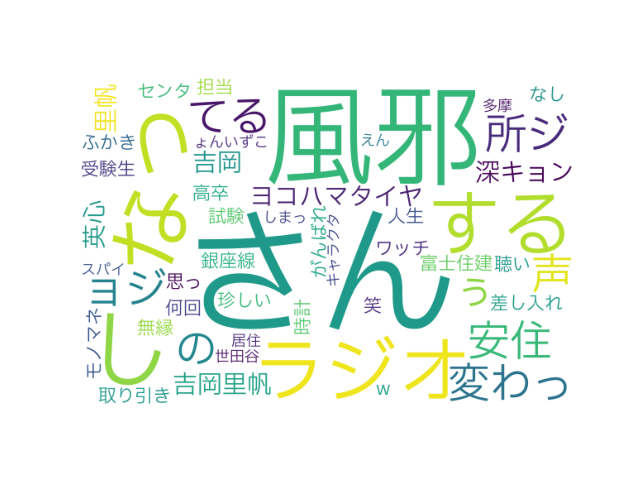 風邪
さん
なっ
する
し
ラジオ
の
てる
所ジ
深キョン
なし
多摩
センタ
担当
里帆
ふかき
ょんいずこ
えん
受験生
吉岡
高卒
ヨコハマタイヤ
英心
試験
しまっ
がんばれ
キャラクタ
人生
ワッチ
スパイ
ヨジ
思っ
銀座線
富士住建
聴い
声
う
珍しい
時計
笑
差し入れ
何回
モノマネ
無縁
居住
世田谷
安住
変わっ
取り引き
吉岡里帆
w